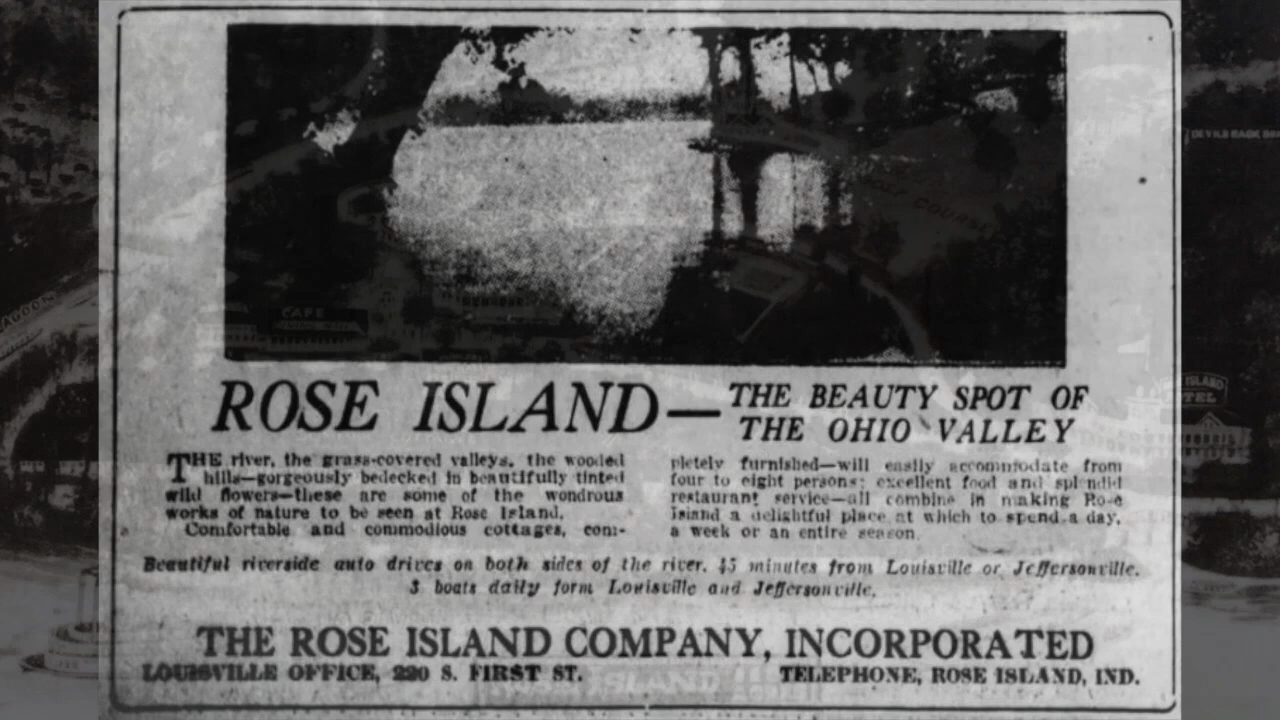 ROSE ISLAND—THE BEAUTY SPOT OF
THE OHIO VALLEY
THE river, the grass-covered valleys, the wooded
hills—gorgeously bedecked in beautifully tinted
wild flowers—these are some of the wondrous
works of nature to be seen at Rose Island.
Comfortable and commodious cottages, com-
pletely furnished—will easily accommodate from
four to eight persons; excellent food and splendid
restaurant service—all combine in making Rose
Island a delightful place at which to spend a day,
a week or an entire season.
Beautiful riverside auto drives on both sides of the river. 45 minutes from Louisville or Jeffersonville.
3 boats daily form Louisville and Jeffersonville.
THE ROSE ISLAND COMPANY, INCORPORATED
LOUISVILLE OFFICE, 220 S. FIRST ST.
TELEPHONE, ROSE ISLAND, IND.
CAFE
LAGOON
DEVILS BACK BO
ISLAND